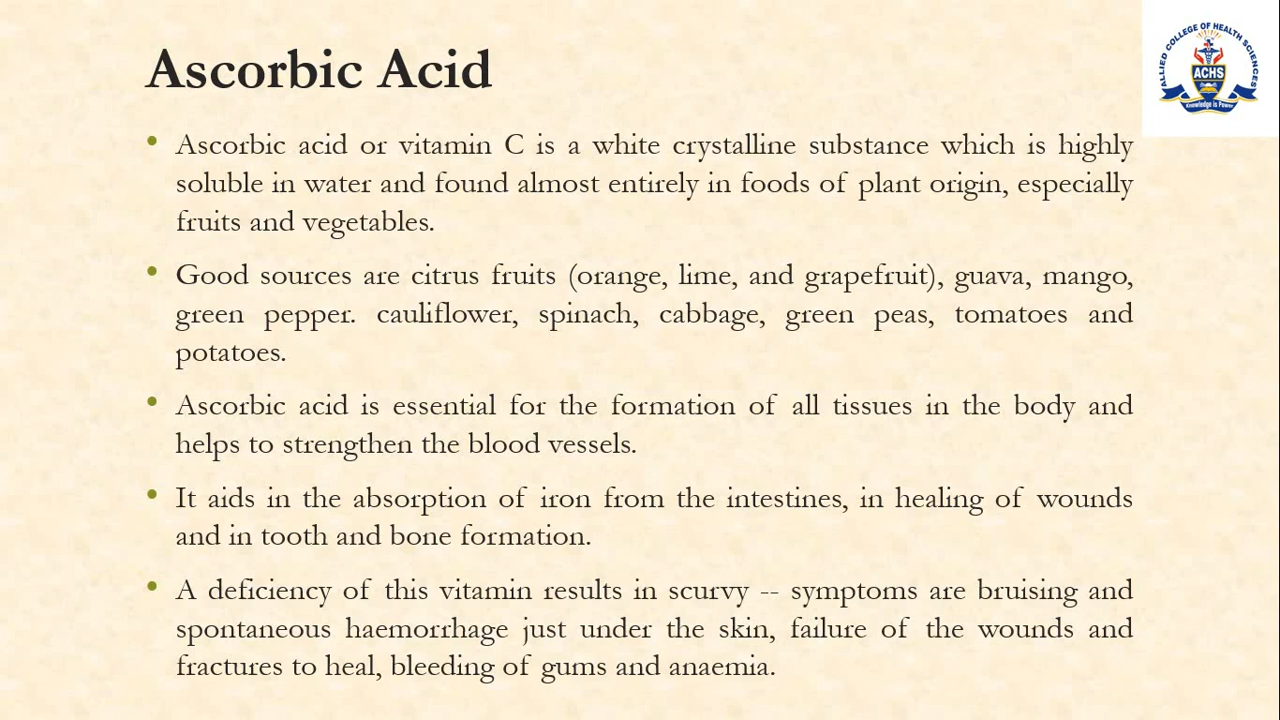 Ascorbic Acid
ALLIED COLLEGE OF HEALTH SCIENCES
ACHS
Knowledge is Power
• Ascorbic acid or vitamin C is a white crystalline substance which is highly
soluble in water and found almost entirely in foods of plant origin, especially
fruits and vegetables.
• Good sources are citrus fruits (orange, lime, and grapefruit), guava, mango,
green pepper. cauliflower, spinach, cabbage, green peas, tomatoes and
potatoes.
• Ascorbic acid is essential for the formation of all tissues in the body and
helps to strengthen the blood vessels.
• It aids in the absorption of iron from the intestines, in healing of wounds
and in tooth and bone formation.
• A deficiency of this vitamin results in scurvy -- symptoms are bruising and
spontaneous haemorrhage just under the skin, failure of the wounds and
fractures to heal, bleeding of gums and anaemia.